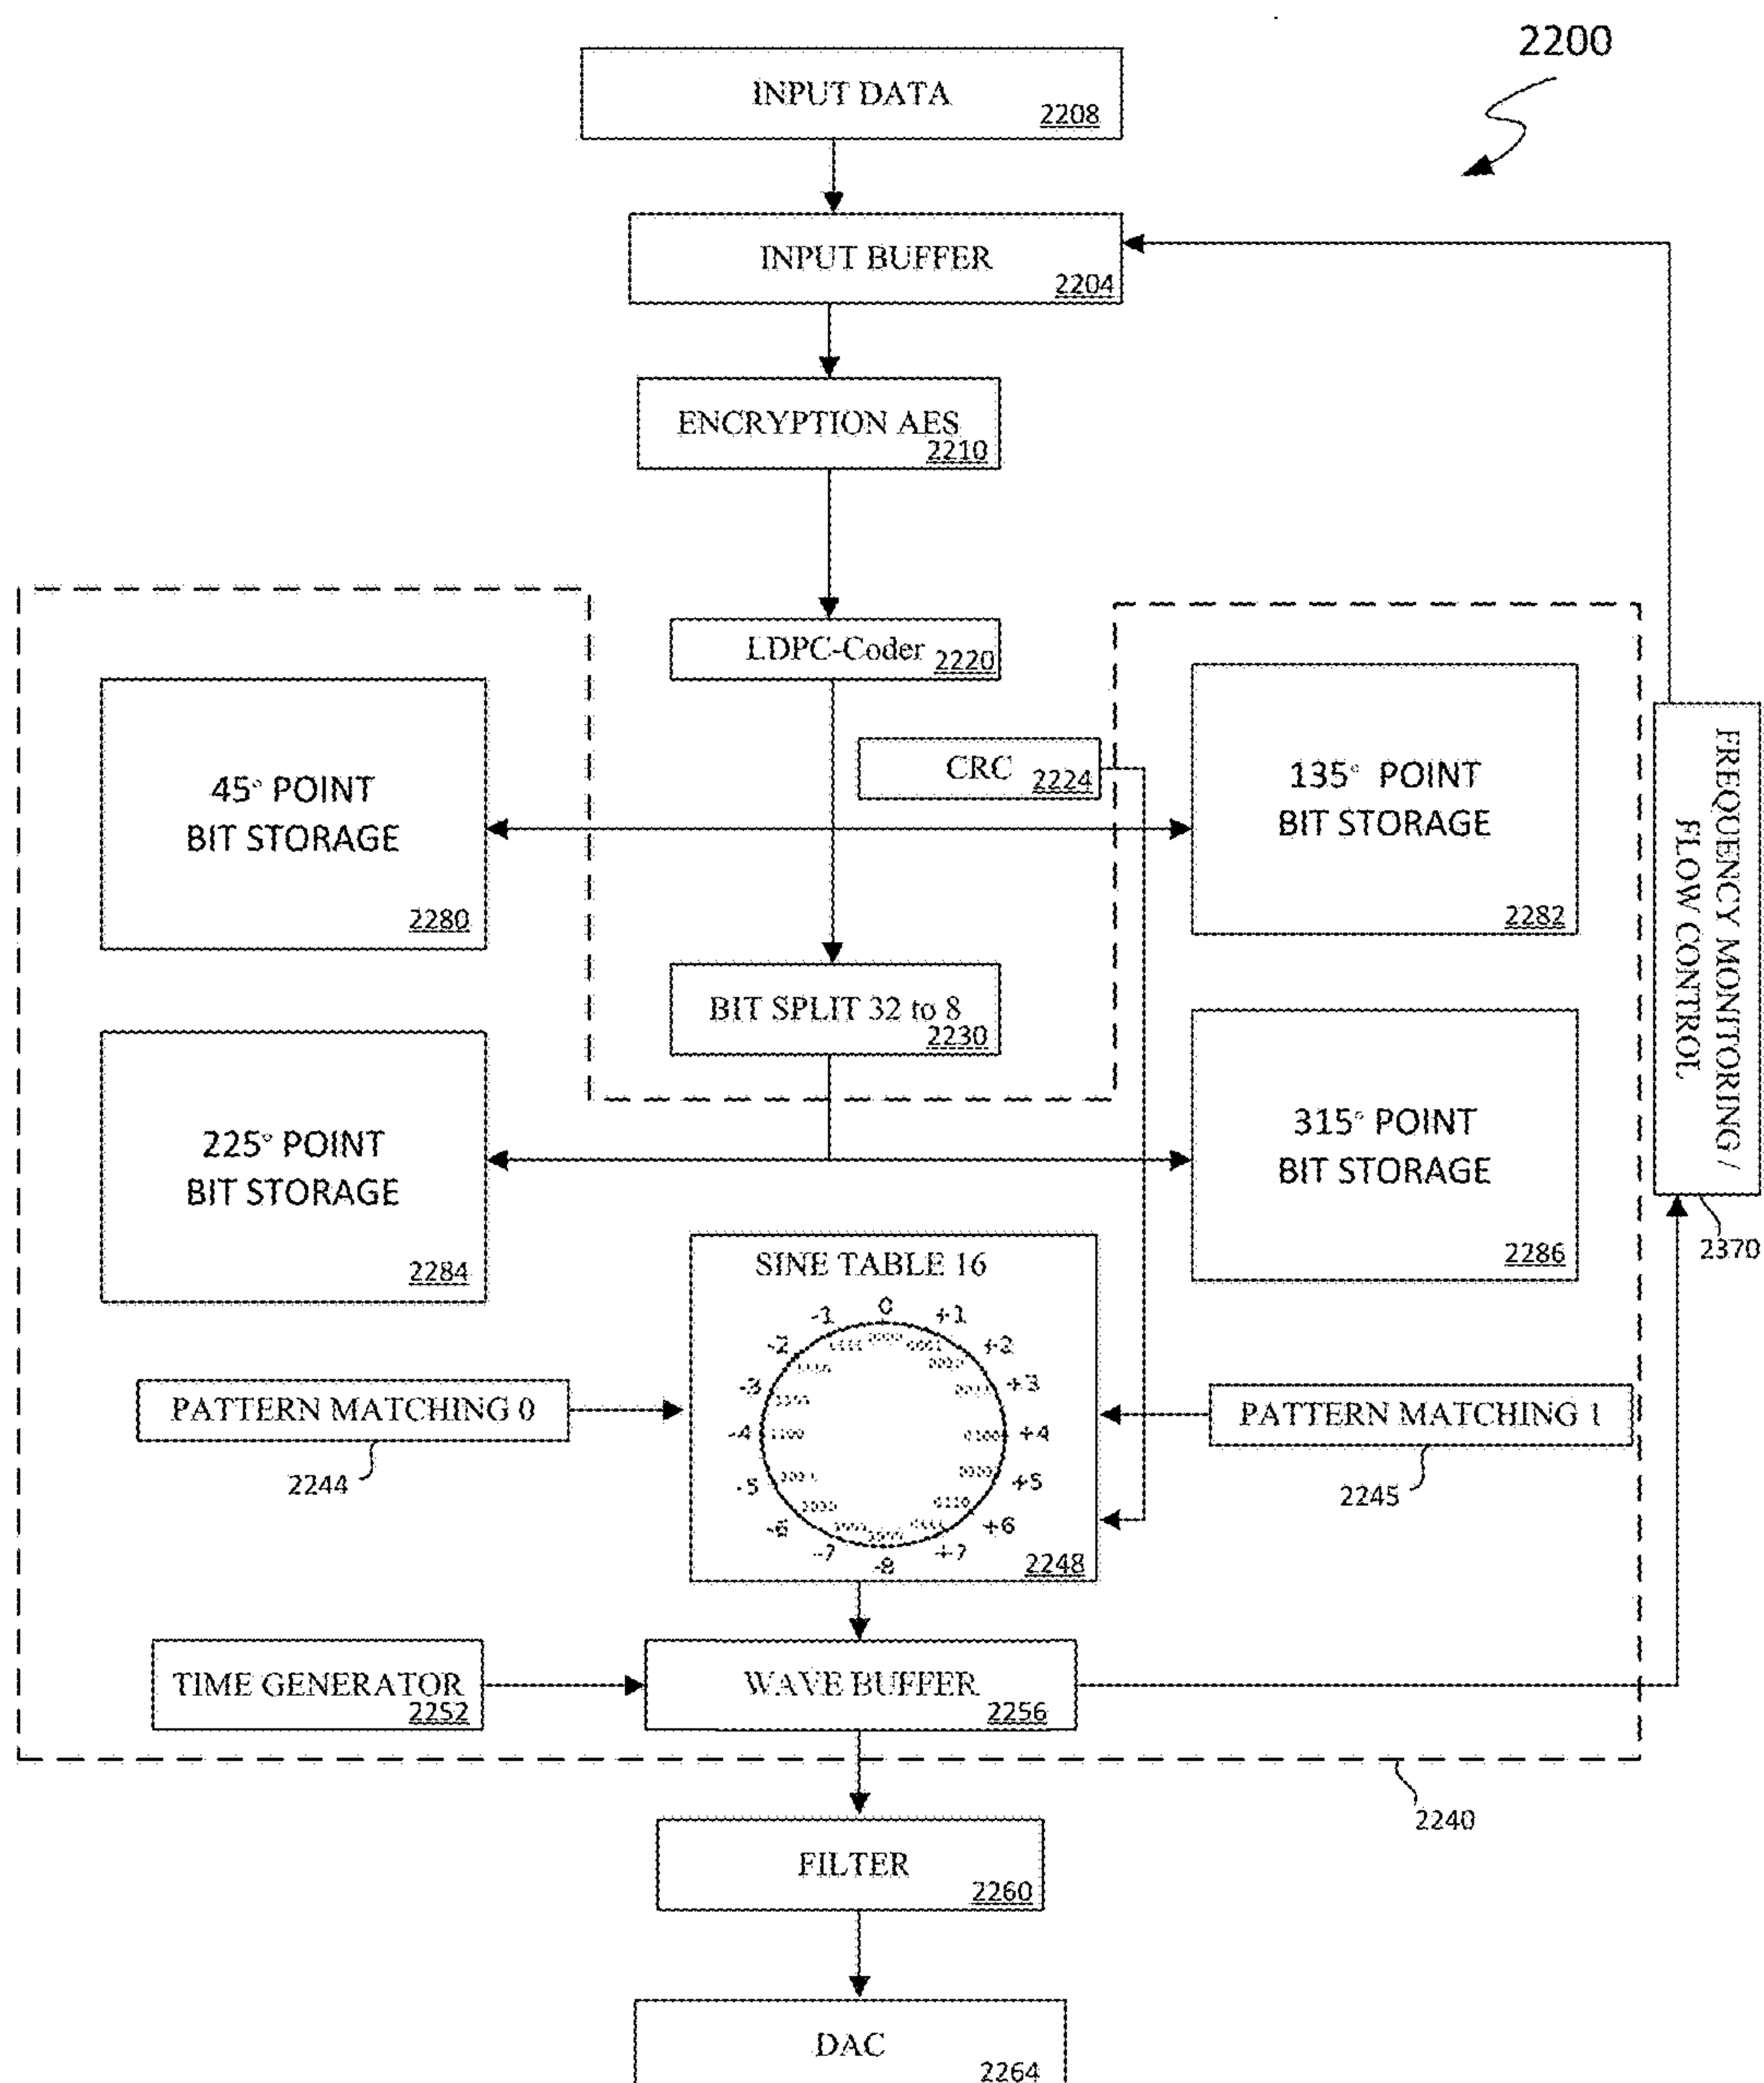 2200
INPUT DATA
2208
INPUT BUFFER
2204
ENCRYPTION AES
2210
LDPC-Coder 2220
CRC 2224
45° POINT
BIT STORAGE
2280
135° POINT
BIT STORAGE
2282
FREQUENCY MONITORING /
FLOW CONTROL
2370
BIT SPLIT 32 to 8
2230
225° POINT
BIT STORAGE
2284
315° POINT
BIT STORAGE
2286
SINE TABLE 16
0
+1
+2
+3
+4
+5
+6
+7
-8
-7
-6
-5
-4
-3
-2
-1
0001
0100
0110
1100
2248
PATTERN MATCHING 0
2244
PATTERN MATCHING 1
2245
TIME GENERATOR
2252
WAVE BUFFER
2256
2240
FILTER
2260
DAC
2264